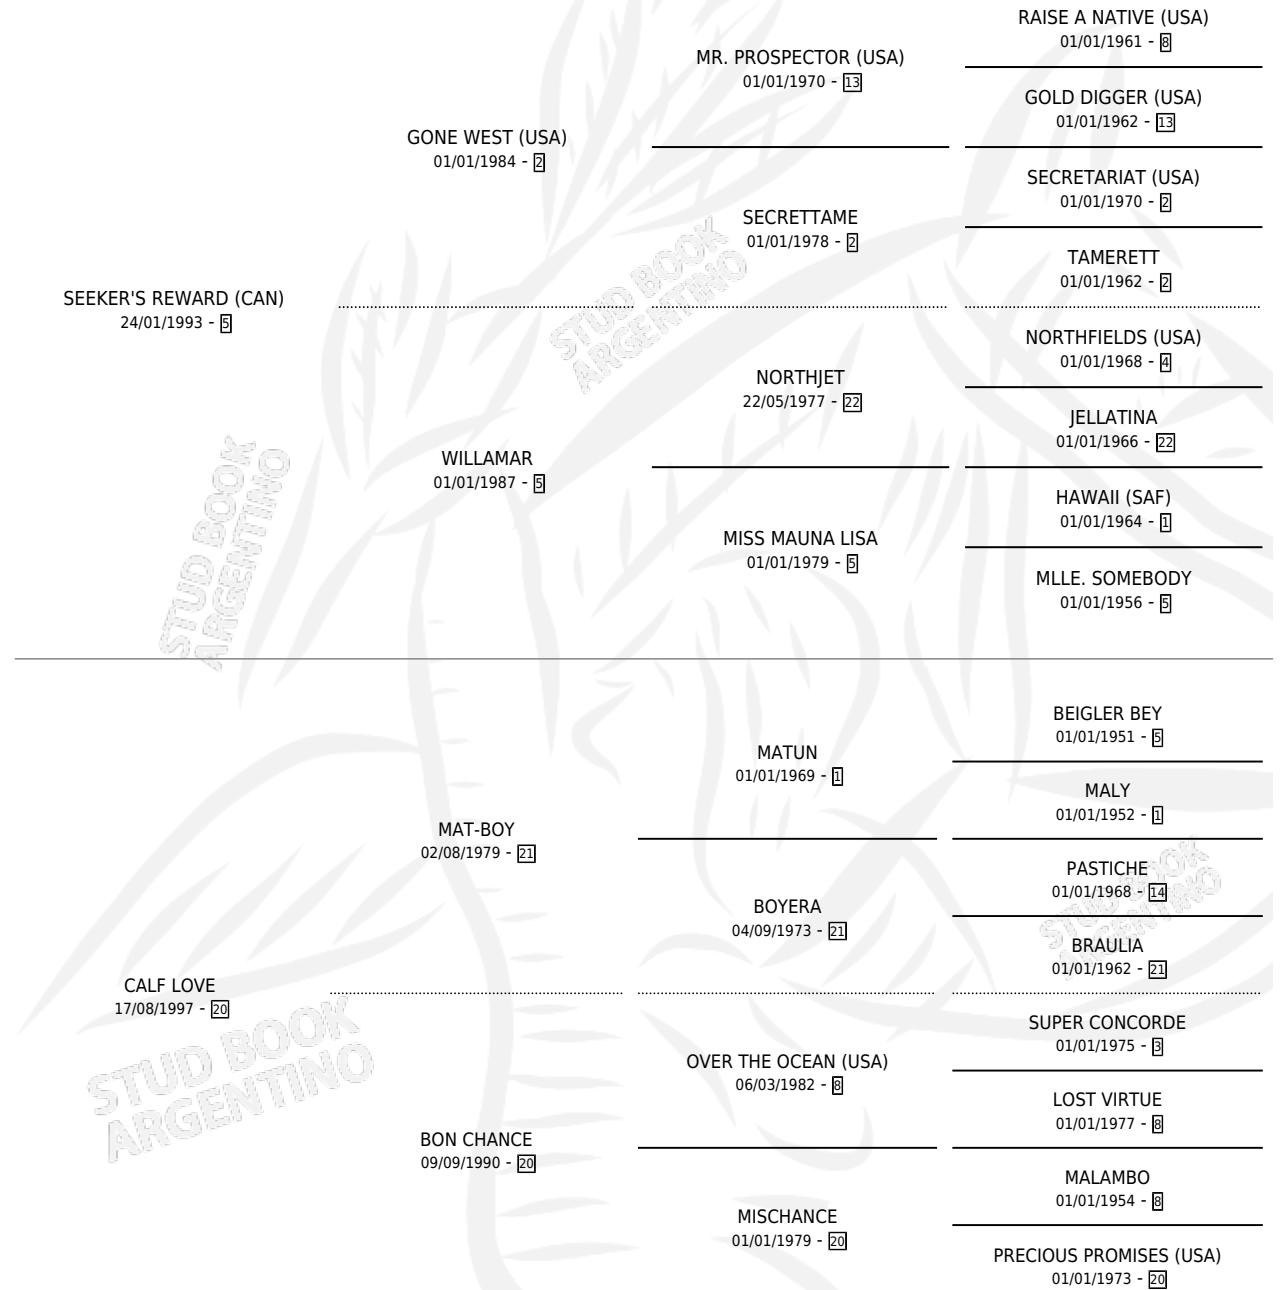 RAISE A NATIVE (USA)
01/01/1961 - 8
MR. PROSPECTOR (USA)
01/01/1970 - 13
GOLD DIGGER (USA)
01/01/1962 - 13
GONE WEST (USA)
01/01/1984 - 2
SECRETARIAT (USA)
01/01/1970 - 2
SECRETTAME
01/01/1978 - 2
TAMERETT
01/01/1962 - 2
SEEKER'S REWARD (CAN)
24/01/1993 - 5
NORTHFIELDS (USA)
01/01/1968 - 4
NORTHJET
22/05/1977 - 22
JELLATINA
01/01/1966 - 22
WILLAMAR
01/01/1987 - 5
HAWAII (SAF)
01/01/1964 - 1
MISS MAUNA LISA
01/01/1979 - 5
MLLE. SOMEBODY
01/01/1956 - 5
STUD BOOK
ARGENTINO
STUD BOOK
ARGENTINO
BEIGLER BEY
01/01/1951 - 5
MATUN
01/01/1969 - 1
MALY
01/01/1952 - 1
MAT-BOY
02/08/1979 - 21
PASTICHE
01/01/1968 - 14
BOYERA
04/09/1973 - 21
BRAULIA
01/01/1962 - 21
CALF LOVE
17/08/1997 - 20
SUPER CONCORDE
01/01/1975 - 3
OVER THE OCEAN (USA)
06/03/1982 - 8
LOST VIRTUE
01/01/1977 - 8
BON CHANCE
09/09/1990 - 20
MALAMBO
01/01/1954 - 8
MISCHANCE
01/01/1979 - 20
PRECIOUS PROMISES (USA)
01/01/1973 - 20
STUD BOOK
ARGENTINO
STUD BOOK
ARGENTINO